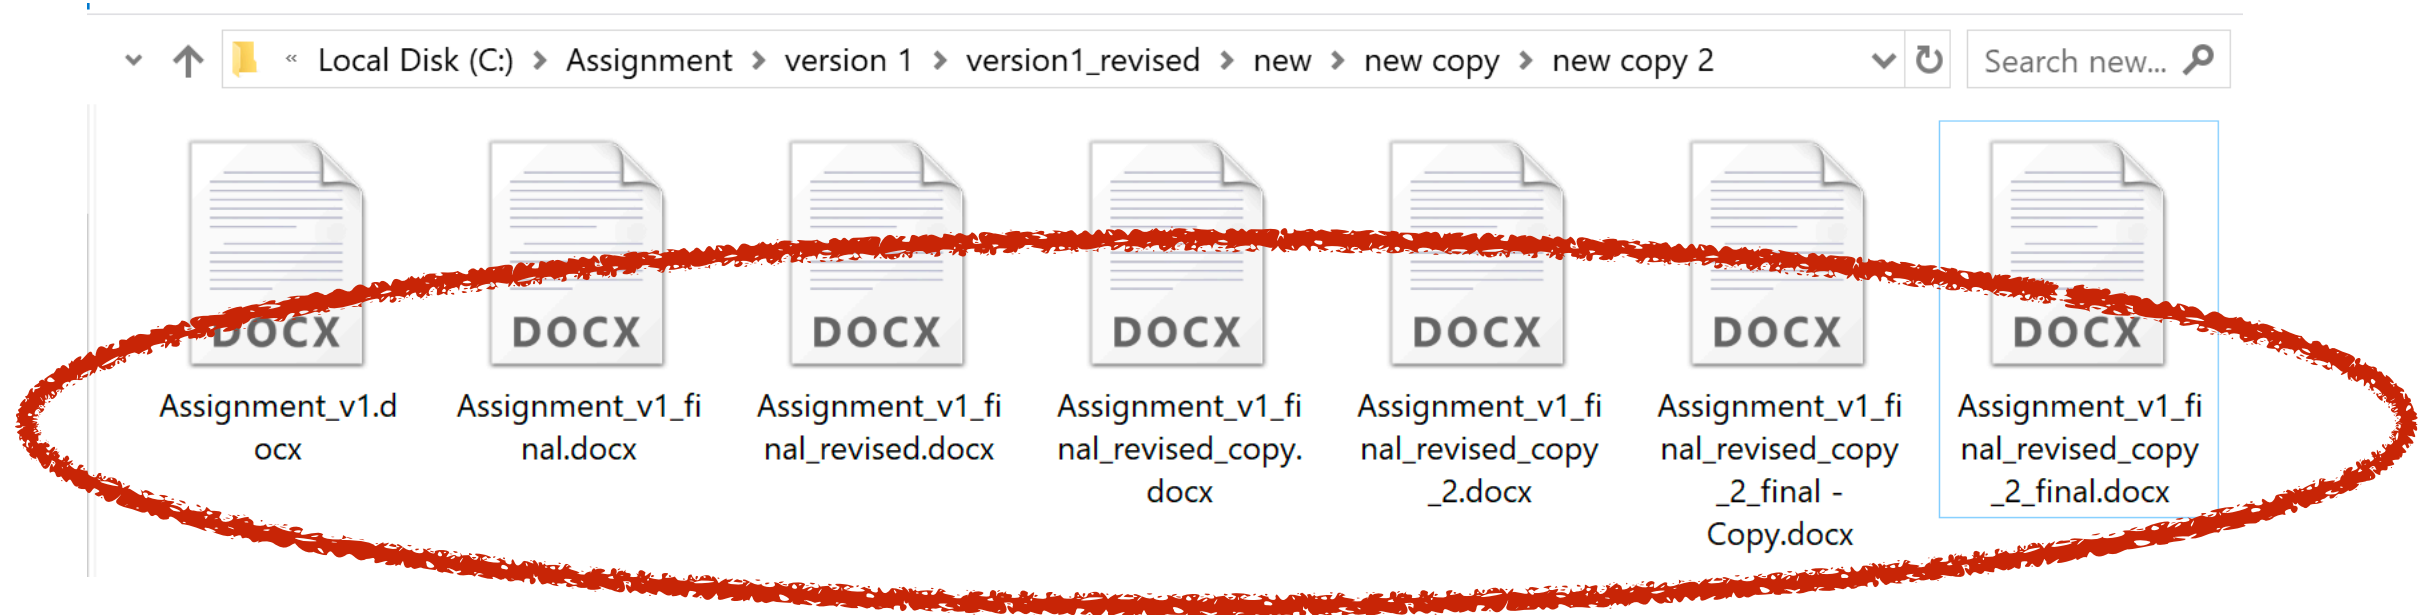 « Local Disk (C:) > Assignment > version 1 > version1_revised > new > new copy > new copy 2
Search new...
DOCX DOCX DOCX DOCX DOCX DOCX DOCX
Assignment_v1.d
ocx
Assignment_v1_fi
nal.docx
Assignment_v1_fi
nal_revised.docx
Assignment_v1_fi
nal_revised_copy.
docx
Assignment_v1_fi
nal_revised_copy
_2.docx
Assignment_v1_fi
nal_revised_copy
_2_final -
Copy.docx
Assignment_v1_fi
nal_revised_copy
_2_final.docx